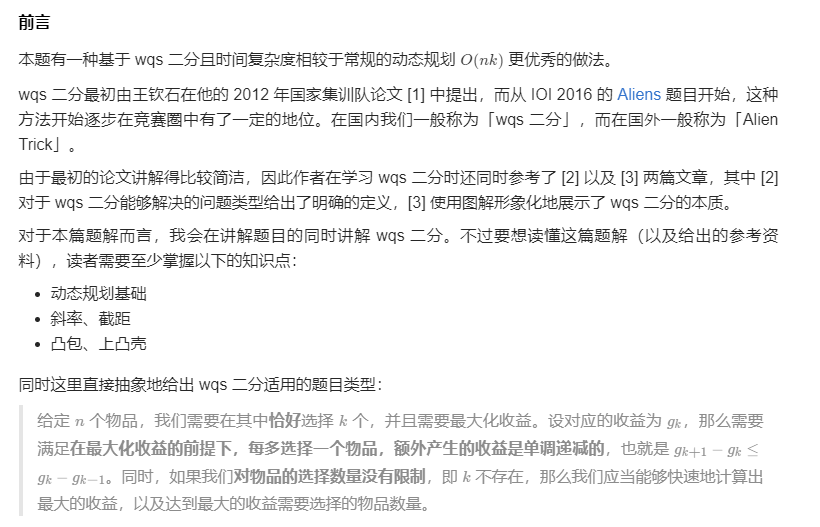 前言
本题有一种基于 wqs 二分且时间复杂度相较于常规的动态规划 O(nk) 更优秀的做法。
wqs 二分最初由王钦石在他的 2012 年国家集训队论文 [1] 中提出，而从 IOI 2016 的 Aliens 题目开始，这种
方法开始逐步在竞赛圈中有了一定的地位。在国内我们一般称为「wqs 二分」，而在国外一般称为「Alien
Trick」。
由于最初的论文讲解得比较简洁，因此作者在学习 wqs 二分时还同时参考了 [2] 以及 [3] 两篇文章，其中 [2]
对于 wqs 二分能够解决的问题类型给出了明确的定义，[3] 使用图解形象化地展示了 wqs 二分的本质。
对于本篇题解而言，我会在讲解题目的同时讲解 wqs 二分。不过要想读懂这篇题解（以及给出的参考资
料），读者需要至少掌握以下的知识点：
• 动态规划基础
• 斜率、截距
• 凸包、上凸壳
同时这里直接抽象地给出 wqs 二分适用的题目类型：
给定 n 个物品，我们需要在其中恰好选择 k 个，并且需要最大化收益。设对应的收益为 gₖ，那么需要
满足在最大化收益的前提下，每多选择一个物品，额外产生的收益是单调递减的，也就是 gₖ₊₁ − gₖ ≤
gₖ − gₖ₋₁。同时，如果我们对物品的选择数量没有限制，即 k 不存在，那么我们应当能够快速地计算出
最大的收益，以及达到最大的收益需要选择的物品数量。